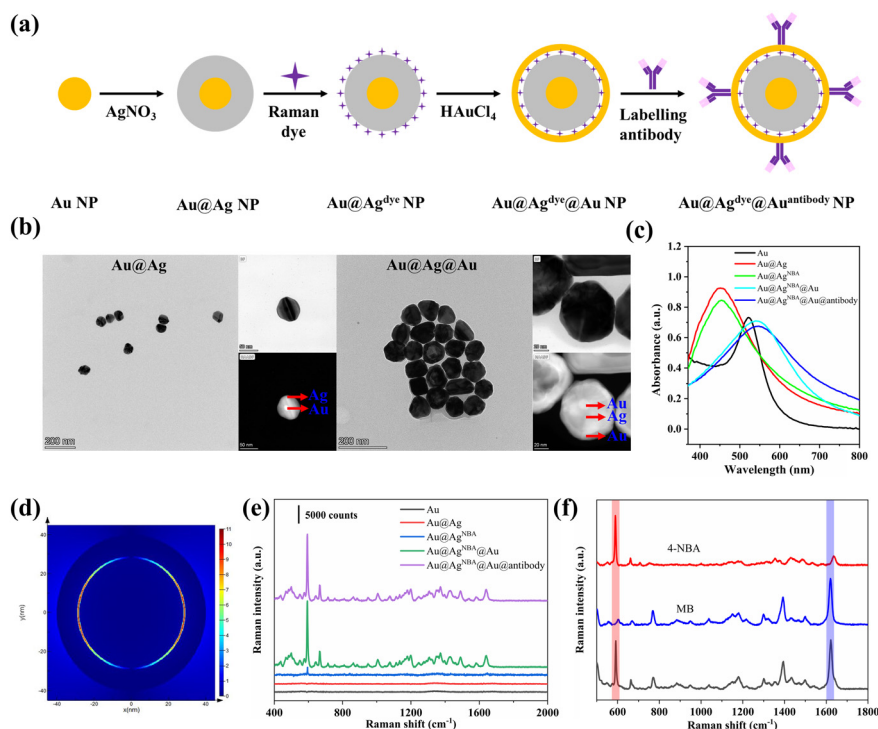 (a)
AgNO3
Raman
dye
HAuCl4
Labelling
antibody
Au NP
Au@Ag NP
Au@Ag^dye NP
Au@Ag^dye@Au NP
Au@Ag^dye@Au^antibody NP
(b)
Au@Ag
Au@Ag@Au
Ag
Au
Au
Ag
Au
200 nm
50 nm
200 nm
20 nm
(c)
Au
Au@Ag
Au@Ag^NBA
Au@Ag^NBA@Au
Au@Ag^NBA@Au@antibody
Absorbance (a.u.)
1.2
1.0
0.8
0.6
0.4
0.2
0.0
400 500 600 700 800
Wavelength (nm)
(d)
y(nm)
40
20
0
-20
-40
-40 -20 0 20 40
x(nm)
11
10
9
8
7
6
5
4
3
2
1
0
(e)
5000 counts
Au
Au@Ag
Au@Ag^NBA
Au@Ag^NBA@Au
Au@Ag^NBA@Au@antibody
Raman intensity (a.u.)
400 800 1200 1600 2000
Raman shift (cm-1)
(f)
4-NBA
MB
Raman intensity (a.u.)
600 800 1000 1200 1400 1600 1800
Raman shift (cm-1)